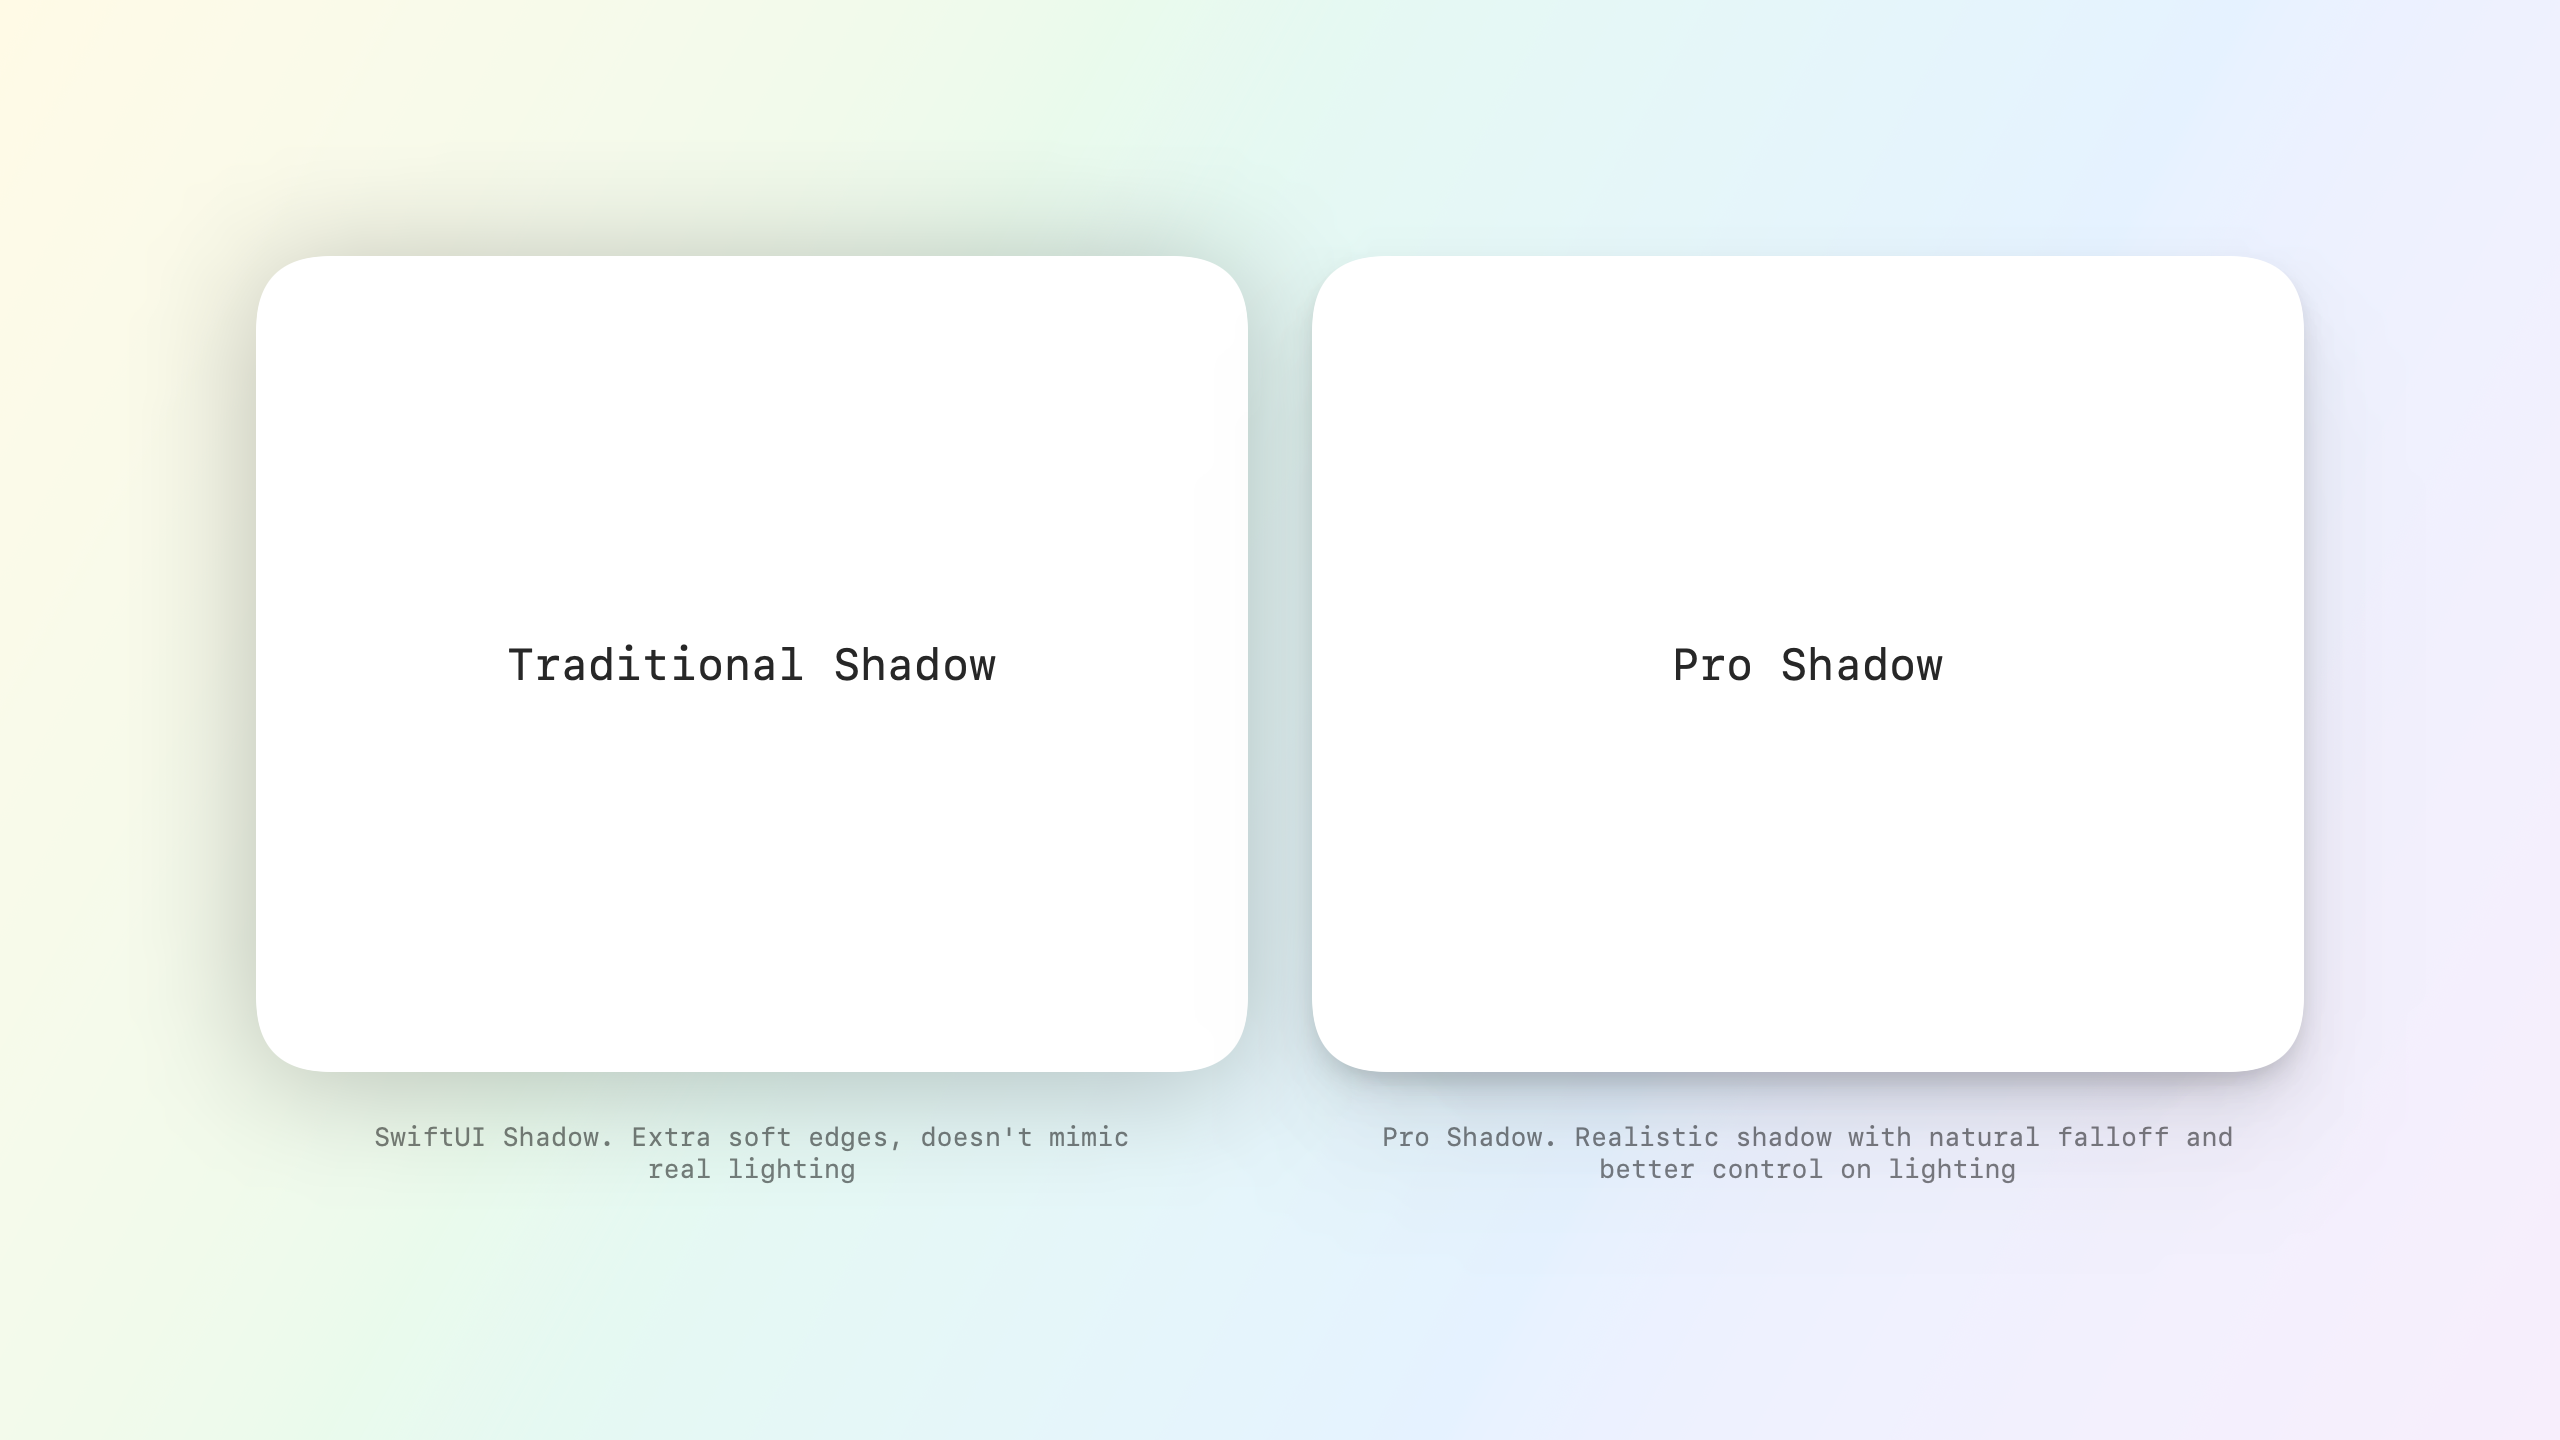 Traditional Shadow
Pro Shadow
SwiftUI Shadow. Extra soft edges, doesn't mimic
real lighting
Pro Shadow. Realistic shadow with natural falloff and
better control on lighting